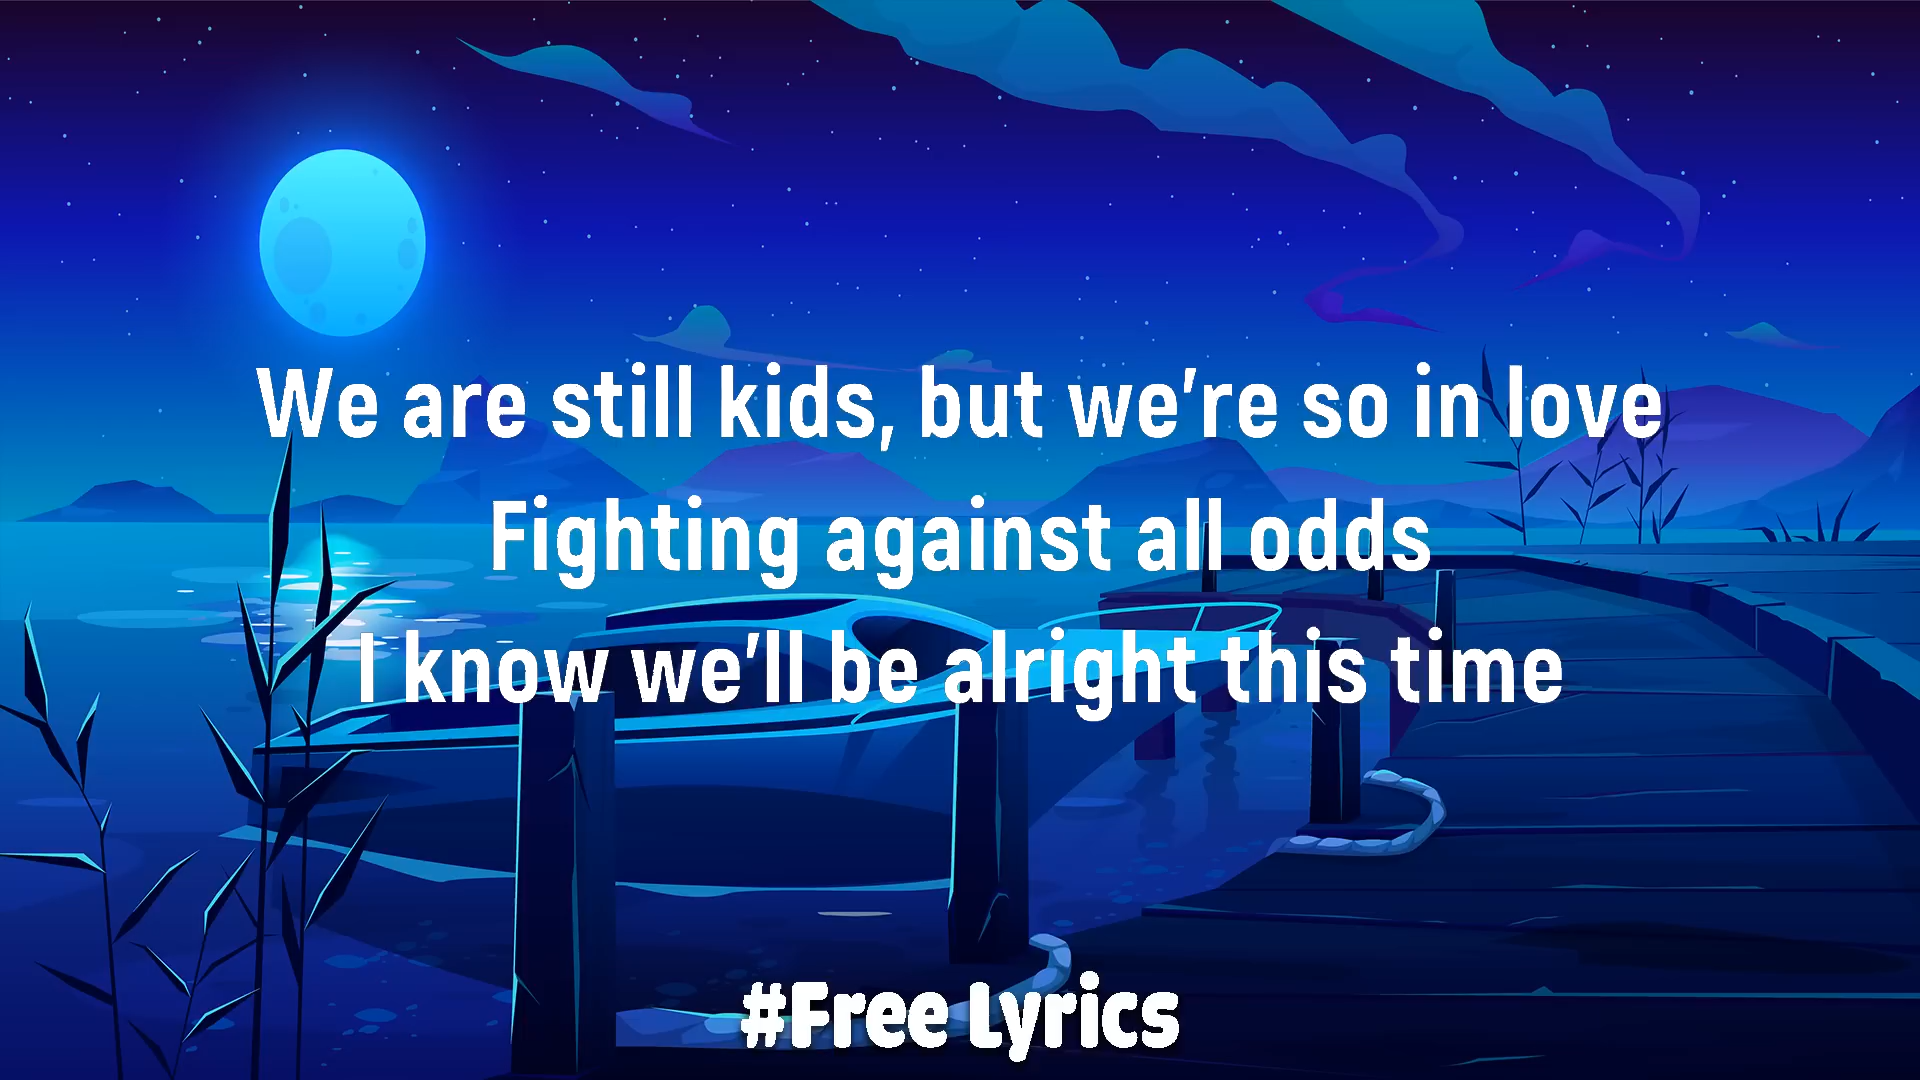 We are still kids, but we're so in love
Fighting against all odds
I know we'll be alright this time
#Free Lyrics